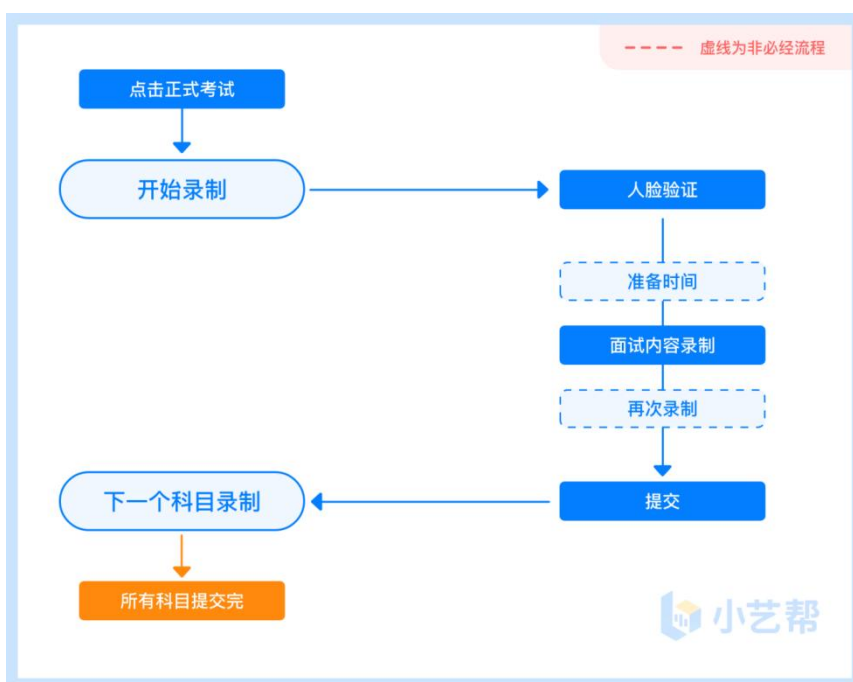 虚线为非必经流程
点击正式考试
开始录制
人脸验证
准备时间
面试内容录制
再次录制
提交
下一个科目录制
所有科目提交完
小艺帮